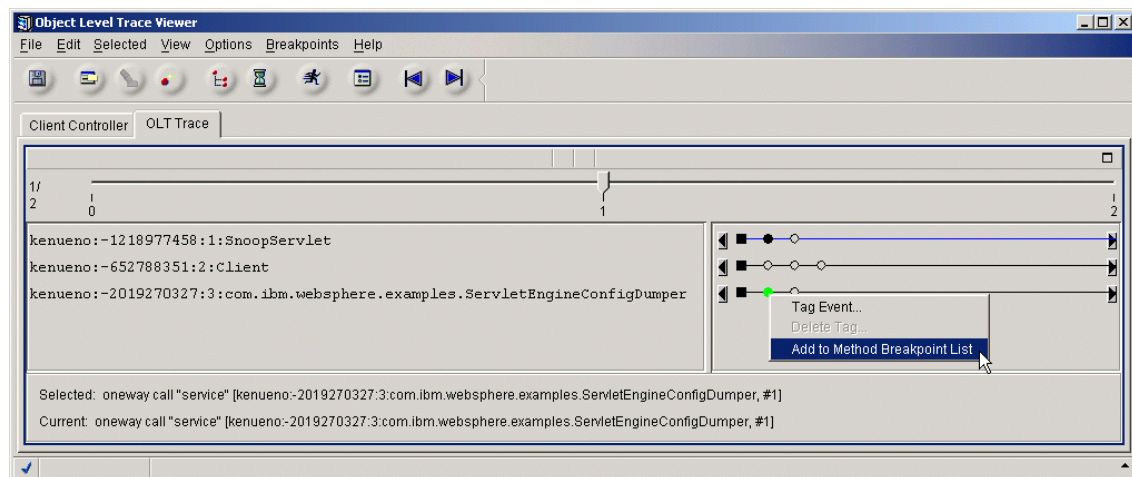 Object Level Trace Viewer
File Edit Selected View Options Breakpoints Help
Client Controller OLT Trace
1/
2
0 1 2
kenueno:-1218977458:1:SnoopServlet
kenueno:-652788351:2:Client
kenueno:-2019270327:3:com.ibm.websphere.examples.ServletEngineConfigDumper
Tag Event...
Delete Tag...
Add to Method Breakpoint List
Selected: oneway call "service" [kenueno:-2019270327:3:com.ibm.websphere.examples.ServletEngineConfigDumper, #1]
Current: oneway call "service" [kenueno:-2019270327:3:com.ibm.websphere.examples.ServletEngineConfigDumper, #1]